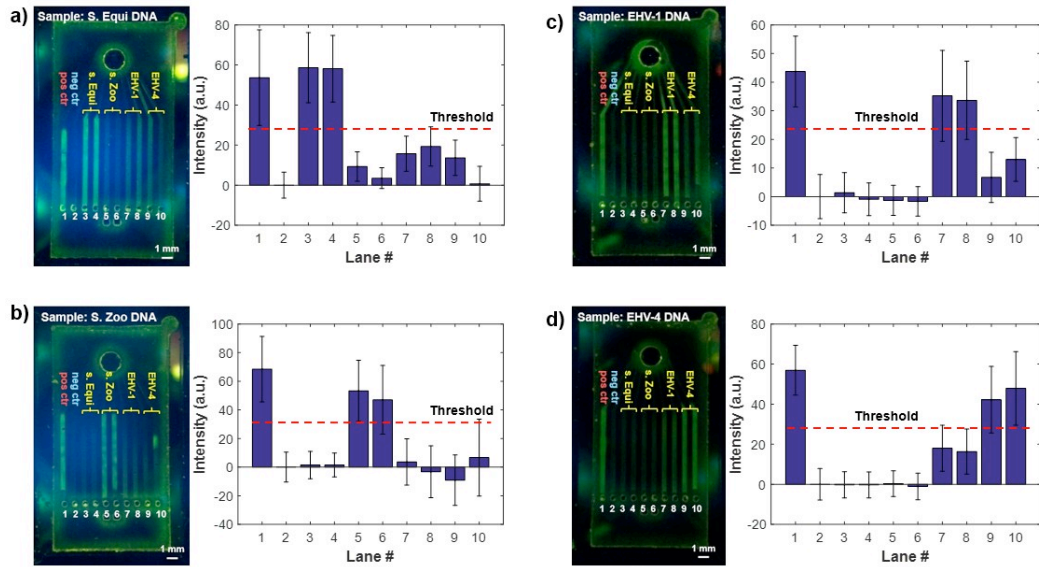 a)
Sample: S. Equi DNA
pos ctr
neg ctr
s. Equi
s. Zoo
EHV-1
EHV-4
1 2 3 4 5 6 7 8 9 10
1 mm
Intensity (a.u.)
80
60
40
20
0
-20
Threshold
1 2 3 4 5 6 7 8 9 10
Lane #
c)
Sample: EHV-1 DNA
pos ctr
neg ctr
s. Equi
s. Zoo
EHV-1
EHV-4
1 2 3 4 5 6 7 8 9 10
1 mm
Intensity (a.u.)
60
50
40
30
20
10
0
-10
Threshold
1 2 3 4 5 6 7 8 9 10
Lane #
b)
Sample: S. Zoo DNA
pos ctr
neg ctr
s. Equi
s. Zoo
EHV-1
EHV-4
1 2 3 4 5 6 7 8 9 10
1 mm
Intensity (a.u.)
100
80
60
40
20
0
-20
-40
Threshold
1 2 3 4 5 6 7 8 9 10
Lane #
d)
Sample: EHV-4 DNA
pos ctr
neg ctr
s. Equi
s. Zoo
EHV-1
EHV-4
1 2 3 4 5 6 7 8 9 10
1 mm
Intensity (a.u.)
80
60
40
20
0
-20
Threshold
1 2 3 4 5 6 7 8 9 10
Lane #